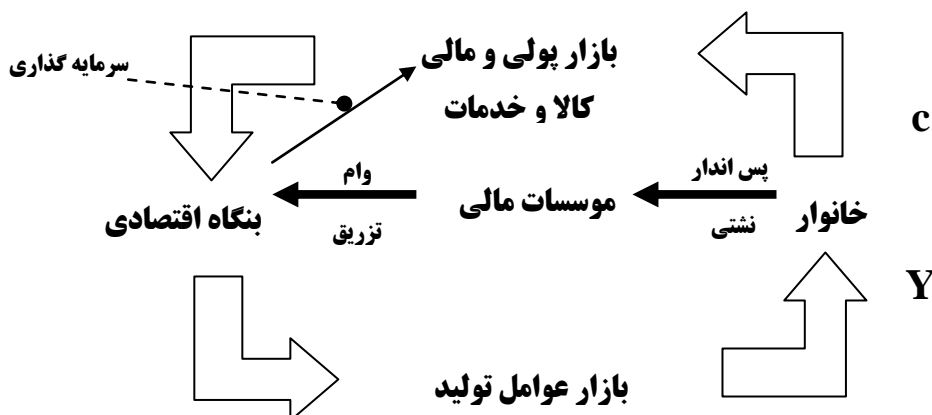 بازار پولی و مالی
کالا و خدمات
سرمایه گذاری
c
پس اندار
وام
خانوار
موسسات مالی
بنگاه اقتصادی
نشتی
تزریق
Y
بازار عوامل تولید